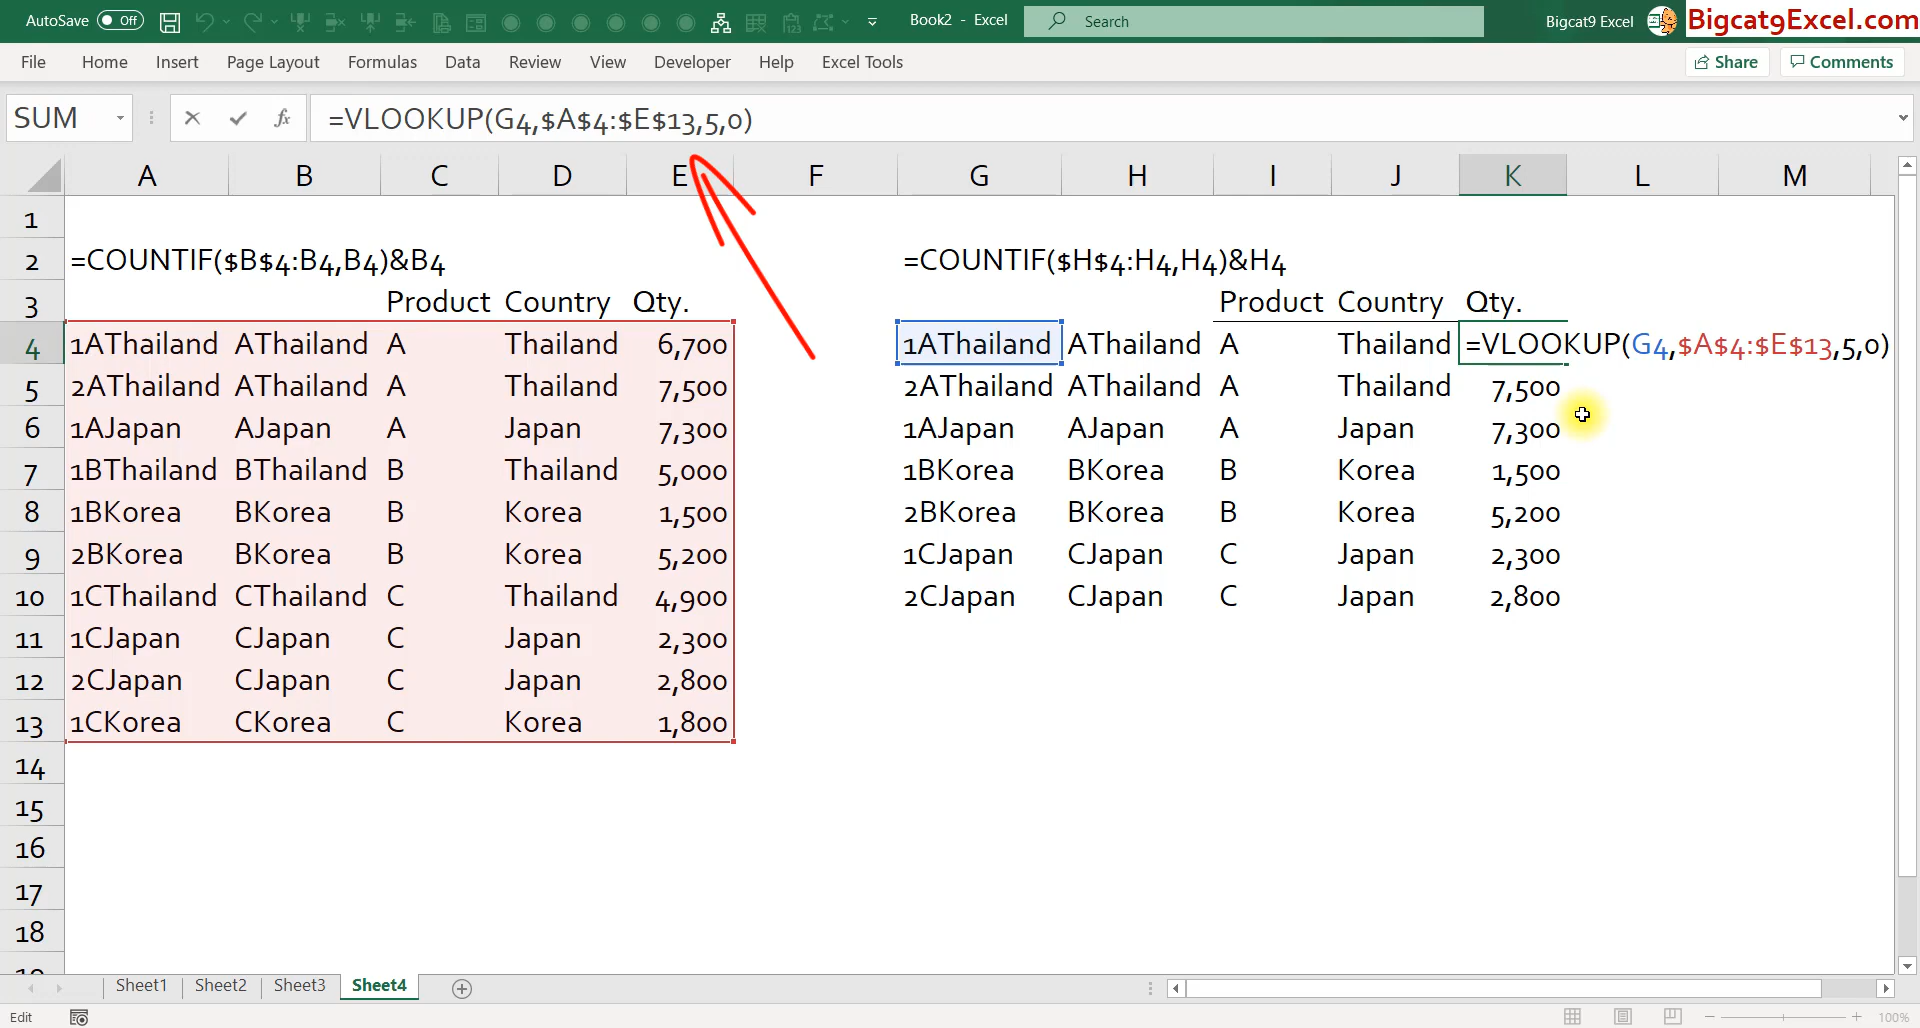 AutoSave Off Book2 - Excel Search Bigcat9 Excel Bigcat9Excel.com
File Home Insert Page Layout Formulas Data Review View Developer Help Excel Tools Share Comments
SUM fx =VLOOKUP(G4,$A$4:$E$13,5,0)
A B C D E F G H I J K L M
1
2 =COUNTIF($B$4:B4,B4)&B4 =COUNTIF($H$4:H4,H4)&H4
3 Product Country Qty. Product Country Qty.
4 1AThailand AThailand A Thailand 6,700 1AThailand AThailand A Thailand =VLOOKUP(G4,$A$4:$E$13,5,0)
5 2AThailand AThailand A Thailand 7,500 2AThailand AThailand A Thailand 7,500
6 1AJapan AJapan A Japan 7,300 1AJapan AJapan A Japan 7,300
7 1BThailand BThailand B Thailand 5,000 1BKorea BKorea B Korea 1,500
8 1BKorea BKorea B Korea 1,500 2BKorea BKorea B Korea 5,200
9 2BKorea BKorea B Korea 5,200 1CJapan CJapan C Japan 2,300
10 1CThailand CThailand C Thailand 4,900 2CJapan CJapan C Japan 2,800
11 1CJapan CJapan C Japan 2,300
12 2CJapan CJapan C Japan 2,800
13 1CKorea CKorea C Korea 1,800
14
15
16
17
18
Sheet1 Sheet2 Sheet3 Sheet4
Edit 100%